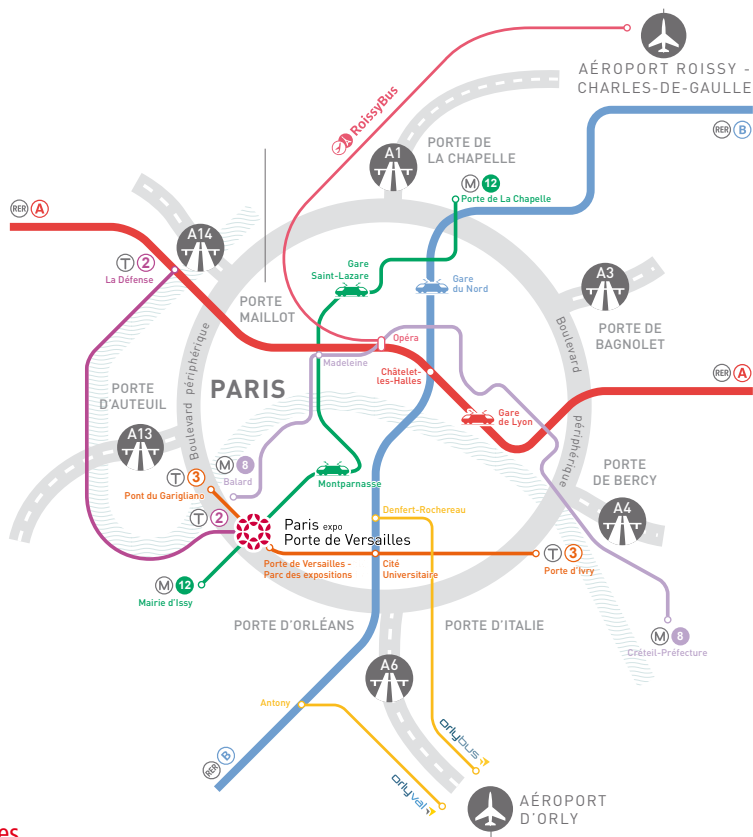 AÉROPORT ROISSY -
CHARLES-DE-GAULLE
RoissyBus
RER B
A1
PORTE DE
LA CHAPELLE
M 12
Porte de La Chapelle
RER A
A14
T 2
La Défense
Gare
Saint-Lazare
Gare
du Nord
A3
PORTE
MAILLOT
PORTE DE
BAGNOLET
Boulevard
périphérique
Boulevard périphérique
Opéra
Madeleine
Châtelet-
les-Halles
RER A
PARIS
PORTE
D'AUTEUIL
A13
Gare
de Lyon
M 8
Balard
T 3
Pont du Garigliano
Montparnasse
PORTE
DE BERCY
A4
T 2
Paris expo
Porte de Versailles
Denfert-Rochereau
Porte de Versailles -
Parc des expositions
Cité
Universitaire
T 3
Porte d'Ivry
M 12
Mairie d'Issy
PORTE D'ORLÉANS
PORTE D'ITALIE
M 8
Créteil-Préfecture
A6
Antony
orlybus
RER B
orlyval
AÉROPORT
D'ORLY
es